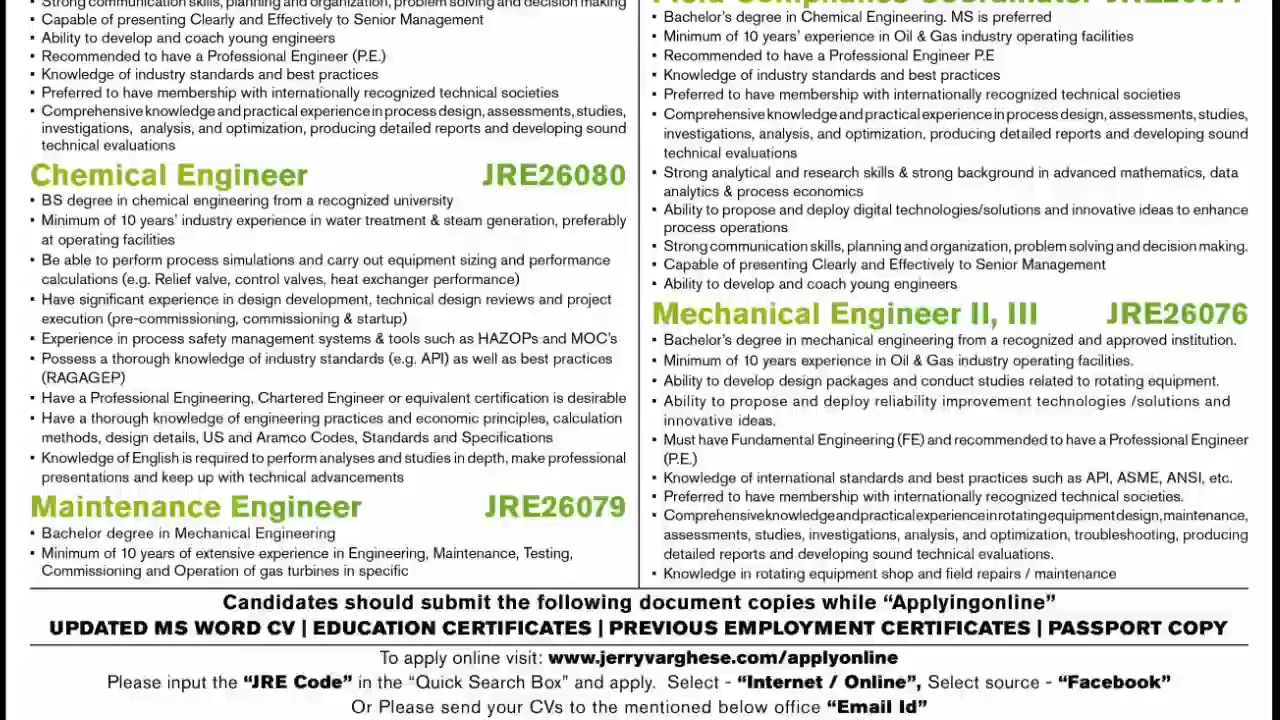 Strong communication skills, planning and organization, problem solving and decision making
• Capable of presenting Clearly and Effectively to Senior Management
• Ability to develop and coach young engineers
• Recommended to have a Professional Engineer (P.E.)
• Knowledge of industry standards and best practices
• Preferred to have membership with internationally recognized technical societies
• Comprehensive knowledge and practical experience in process design, assessments, studies,
investigations, analysis, and optimization, producing detailed reports and developing sound
technical evaluations
Chemical Engineer JRE26080
• BS degree in chemical engineering from a recognized university
• Minimum of 10 years' industry experience in water treatment & steam generation, preferably
at operating facilities
• Be able to perform process simulations and carry out equipment sizing and performance
calculations (e.g. Relief valve, control valves, heat exchanger performance)
• Have significant experience in design development, technical design reviews and project
execution (pre-commissioning, commissioning & startup)
• Experience in process safety management systems & tools such as HAZOPs and MOC's
• Possess a thorough knowledge of industry standards (e.g. API) as well as best practices
(RAGAGEP)
• Have a Professional Engineering, Chartered Engineer or equivalent certification is desirable
• Have a thorough knowledge of engineering practices and economic principles, calculation
methods, design details, US and Aramco Codes, Standards and Specifications
• Knowledge of English is required to perform analyses and studies in depth, make professional
presentations and keep up with technical advancements
Maintenance Engineer JRE26079
• Bachelor degree in Mechanical Engineering
• Minimum of 10 years of extensive experience in Engineering, Maintenance, Testing,
Commissioning and Operation of gas turbines in specific
• Bachelor's degree in Chemical Engineering. MS is preferred
• Minimum of 10 years' experience in Oil & Gas industry operating facilities
• Recommended to have a Professional Engineer P.E
• Knowledge of industry standards and best practices
• Preferred to have membership with internationally recognized technical societies
• Comprehensive knowledge and practical experience in process design, assessments, studies,
investigations, analysis, and optimization, producing detailed reports and developing sound
technical evaluations
• Strong analytical and research skills & strong background in advanced mathematics, data
analytics & process economics
• Ability to propose and deploy digital technologies/solutions and innovative ideas to enhance
process operations
• Strong communication skills, planning and organization, problem solving and decision making.
• Capable of presenting Clearly and Effectively to Senior Management
• Ability to develop and coach young engineers
Mechanical Engineer II, III JRE26076
• Bachelor's degree in mechanical engineering from a recognized and approved institution.
• Minimum of 10 years experience in Oil & Gas industry operating facilities.
• Ability to develop design packages and conduct studies related to rotating equipment.
• Ability to propose and deploy reliability improvement technologies /solutions and
innovative ideas.
• Must have Fundamental Engineering (FE) and recommended to have a Professional Engineer
(P.E.)
• Knowledge of international standards and best practices such as API, ASME, ANSI, etc.
• Preferred to have membership with internationally recognized technical societies.
• Comprehensive knowledge and practical experience in rotating equipment design, maintenance,
assessments, studies, investigations, analysis, and optimization, troubleshooting, producing
detailed reports and developing sound technical evaluations.
• Knowledge in rotating equipment shop and field repairs / maintenance
Candidates should submit the following document copies while “Applyingonline”
UPDATED MS WORD CV | EDUCATION CERTIFICATES | PREVIOUS EMPLOYMENT CERTIFICATES | PASSPORT COPY
To apply online visit: www.jerryvarghese.com/applyonline
Please input the “JRE Code” in the “Quick Search Box” and apply. Select - “Internet / Online”, Select source - “Facebook”
Or Please send your CVs to the mentioned below office “Email Id”